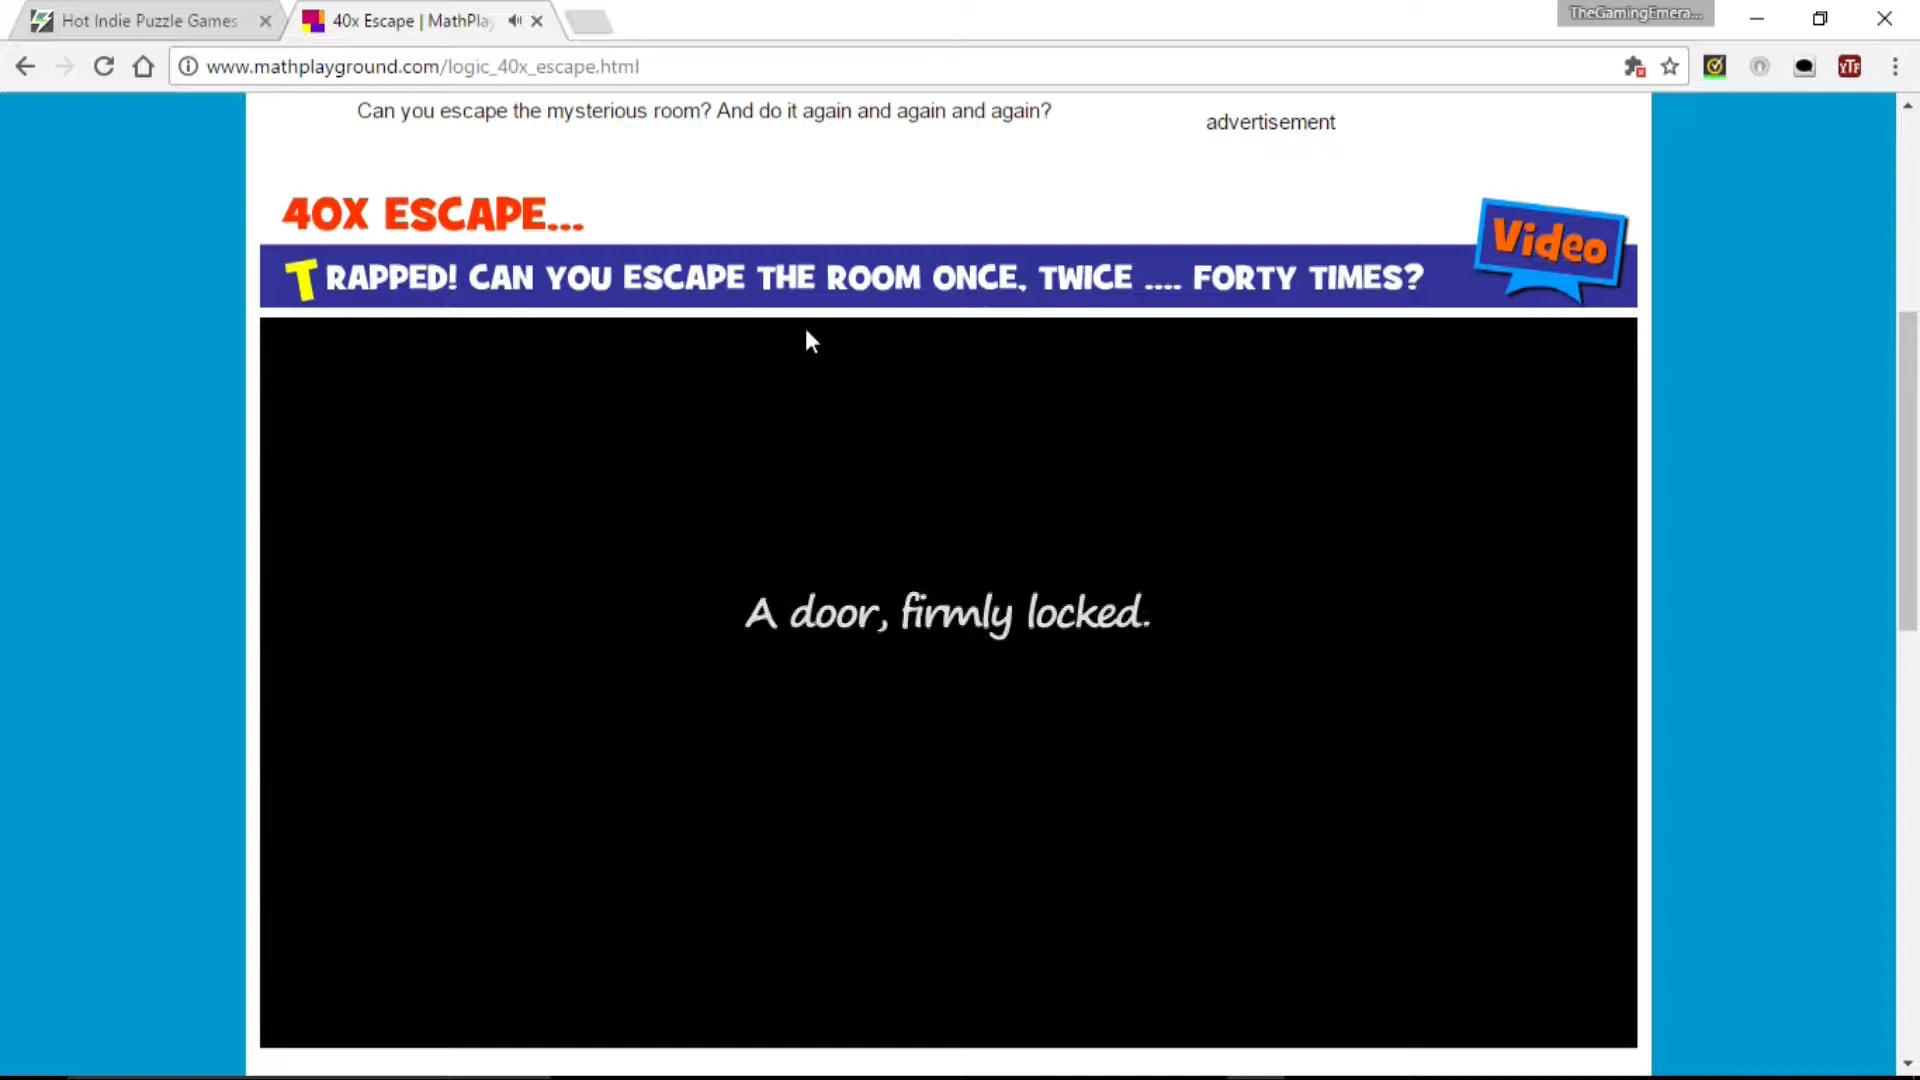 Hot Indie Puzzle Games
40x Escape | MathPlay
TheGamingEmera...
www.mathplayground.com/logic_40x_escape.html
YTF
Can you escape the mysterious room? And do it again and again and again?
advertisement
40X ESCAPE...
Video
TRAPPED! CAN YOU ESCAPE THE ROOM ONCE, TWICE .... FORTY TIMES?
A door, firmly locked.